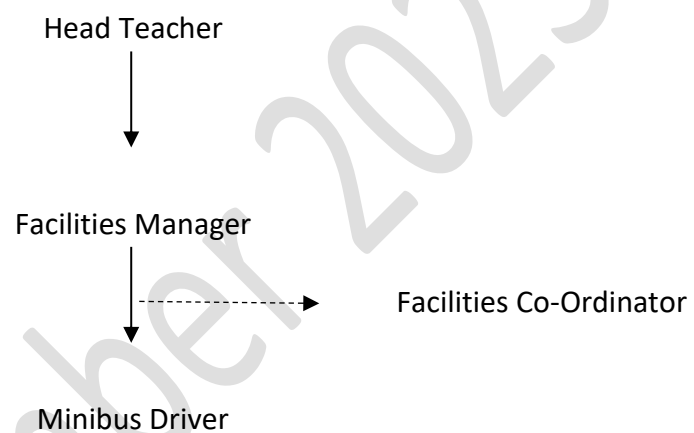 Head Teacher
Facilities Manager
Facilities Co-Ordinator
Minibus Driver